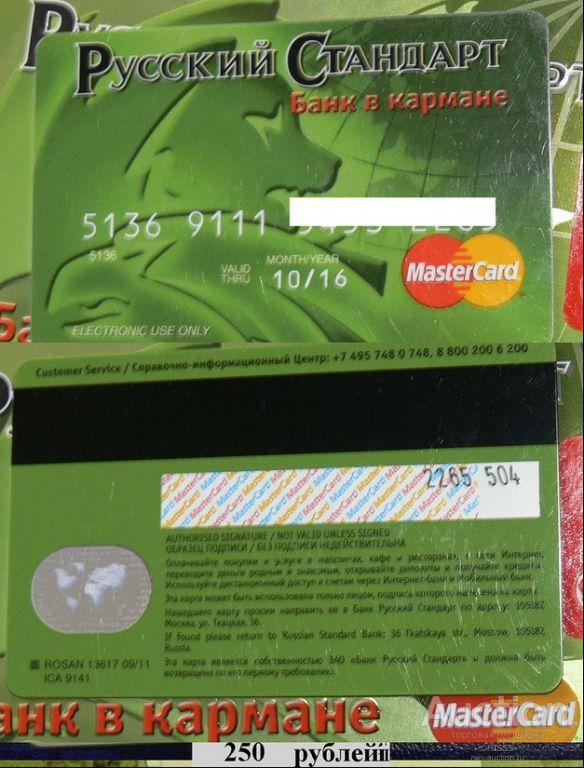 Русский Стандарт
Банк в кармане
5136 9111
5136
VALID THRU
MONTH/YEAR
10/16
MasterCard
ELECTRONIC USE ONLY
Customer Service / Справочно-информационный Центр: +7 495 748 0 748, 8 800 200 6 200
2265 504
AUTHORISED SIGNATURE / NOT VALID UNLESS SIGNED
ОБРАЗЕЦ ПОДПИСИ / БЕЗ ПОДПИСИ НЕДЕЙСТВИТЕЛЬНА
Оплачивайте покупки и услуги в магазинах, кафе и ресторанах, в сети Интернет,
переводите деньги родным и знакомым, открывайте депозиты и получайте кредиты.
Используйте дистанционный доступ к счетам через Интернет-банк и Мобильный банк.
Эта карта может быть использована только лицом, подпись которого нанесена на карту.
Нашедшего карту просим направить ее в Банк Русский Стандарт по адресу: 105187,
Москва, ул. Ткацкая, 36.
If found please return to Russian Standard Bank: 36 Tkatskaya str., Moscow, 105187,
Russia.
Эта карта является собственностью ЗАО «Банк Русский Стандарт» и должна быть
возвращена по его первому требованию.
ROSAN 13617 09/11
ICA 9141
анк в кармане
MasterCard
торговая площадка
250 рублей